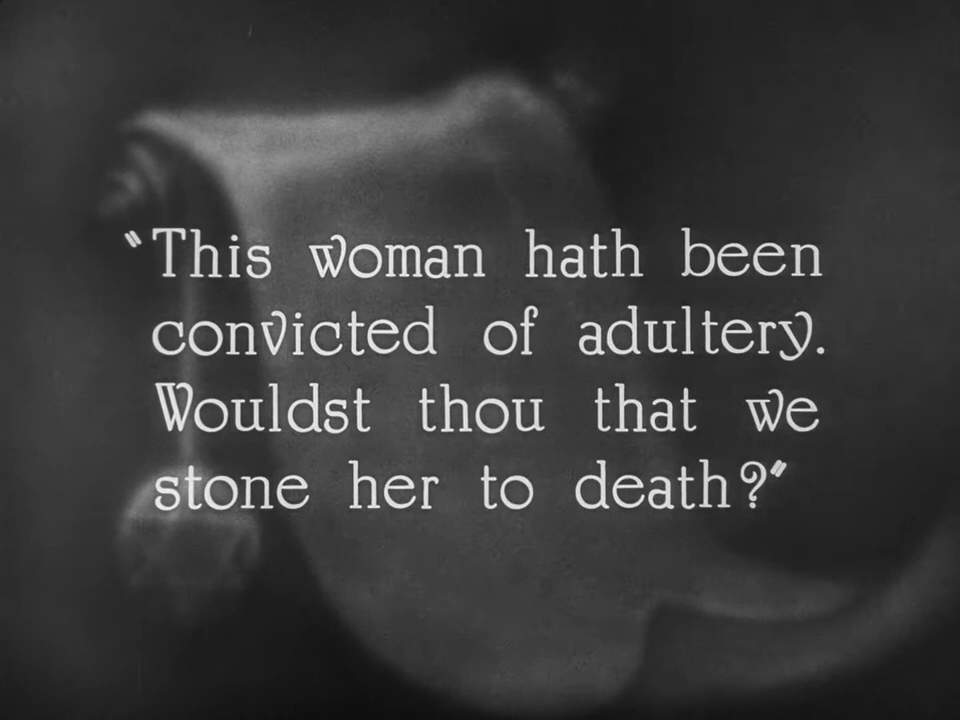 "This woman hath been
convicted of adultery.
Wouldst thou that we
stone her to death?"